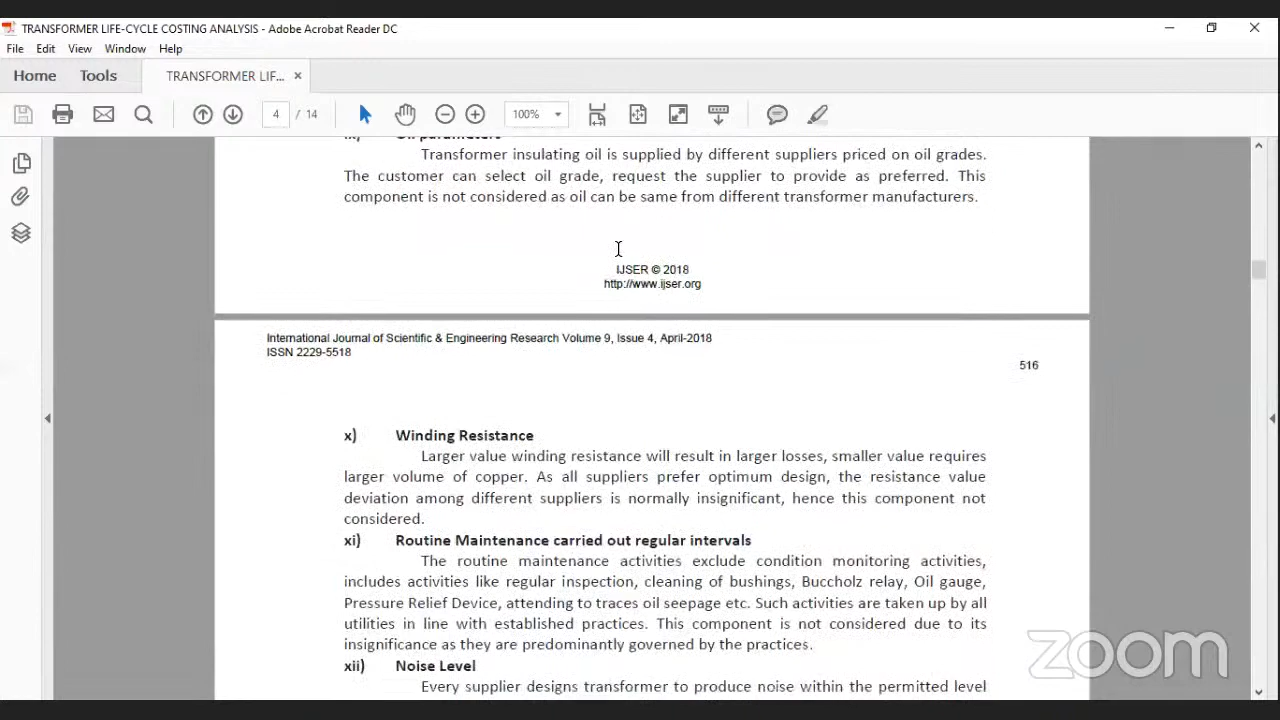 TRANSFORMER LIFE-CYCLE COSTING ANALYSIS - Adobe Acrobat Reader DC
File Edit View Window Help
Home Tools TRANSFORMER LIF... ×
4 / 14 100%
ix) Oil parameters
Transformer insulating oil is supplied by different suppliers priced on oil grades.
The customer can select oil grade, request the supplier to provide as preferred. This
component is not considered as oil can be same from different transformer manufacturers.
IJSER © 2018
http://www.ijser.org
International Journal of Scientific & Engineering Research Volume 9, Issue 4, April-2018
ISSN 2229-5518
516
x) Winding Resistance
Larger value winding resistance will result in larger losses, smaller value requires
larger volume of copper. As all suppliers prefer optimum design, the resistance value
deviation among different suppliers is normally insignificant, hence this component not
considered.
xi) Routine Maintenance carried out regular intervals
The routine maintenance activities exclude condition monitoring activities,
includes activities like regular inspection, cleaning of bushings, Buccholz relay, Oil gauge,
Pressure Relief Device, attending to traces oil seepage etc. Such activities are taken up by all
utilities in line with established practices. This component is not considered due to its
insignificance as they are predominantly governed by the practices.
xii) Noise Level
Every supplier designs transformer to produce noise within the permitted level
zoom